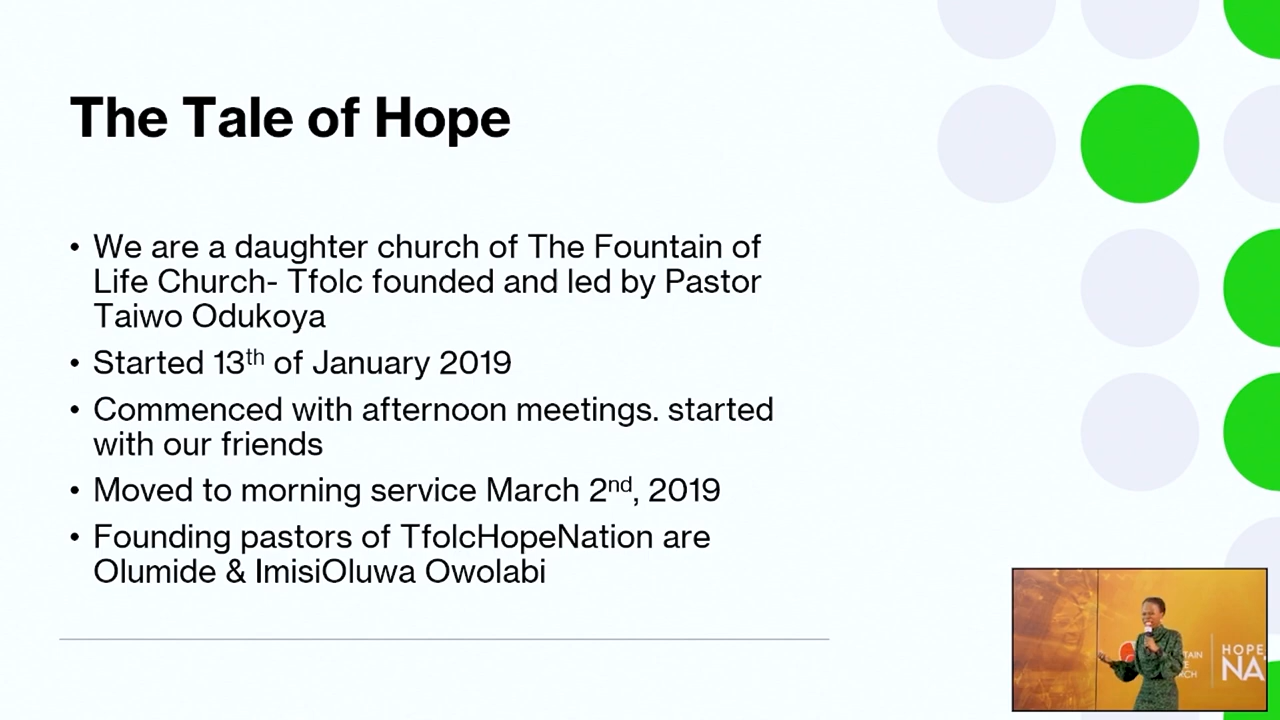 The Tale of Hope
• We are a daughter church of The Fountain of
Life Church- Tfolc founded and led by Pastor
Taiwo Odukoya
• Started 13th of January 2019
• Commenced with afternoon meetings. started
with our friends
• Moved to morning service March 2nd, 2019
• Founding pastors of TfolcHopeNation are
Olumide & ImisiOluwa Owolabi
HOPE
NA